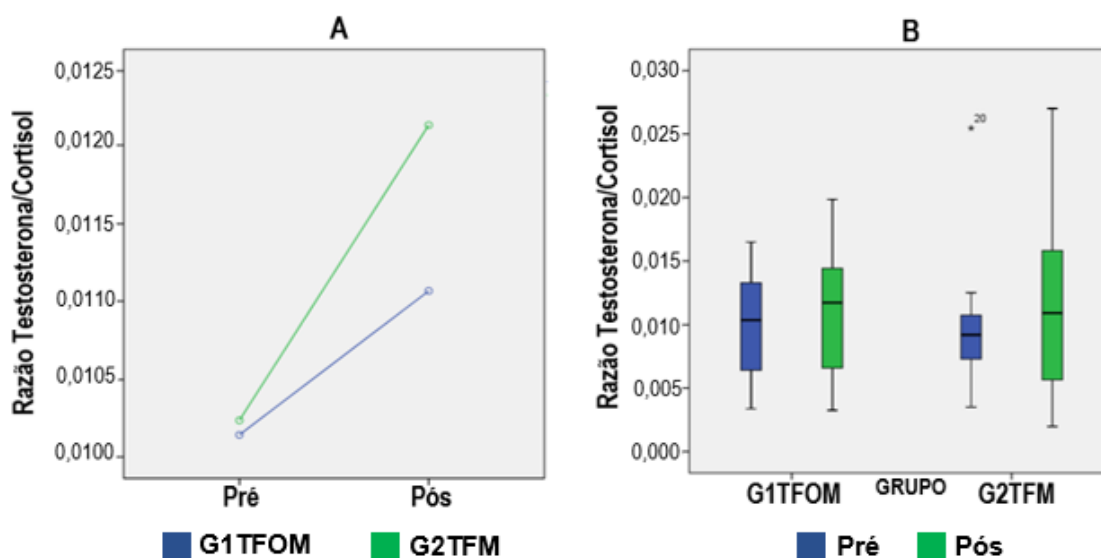 A
Razão Testosterona/Cortisol
0,0125
0,0120
0,0115
0,0110
0,0105
0,0100
Pré
Pós
G1TFOM
G2TFM
B
Razão Testosterona/Cortisol
0,030
0,025
0,020
0,015
0,010
0,005
0,000
* 20
G1TFOM
GRUPO
G2TFM
Pré
Pós